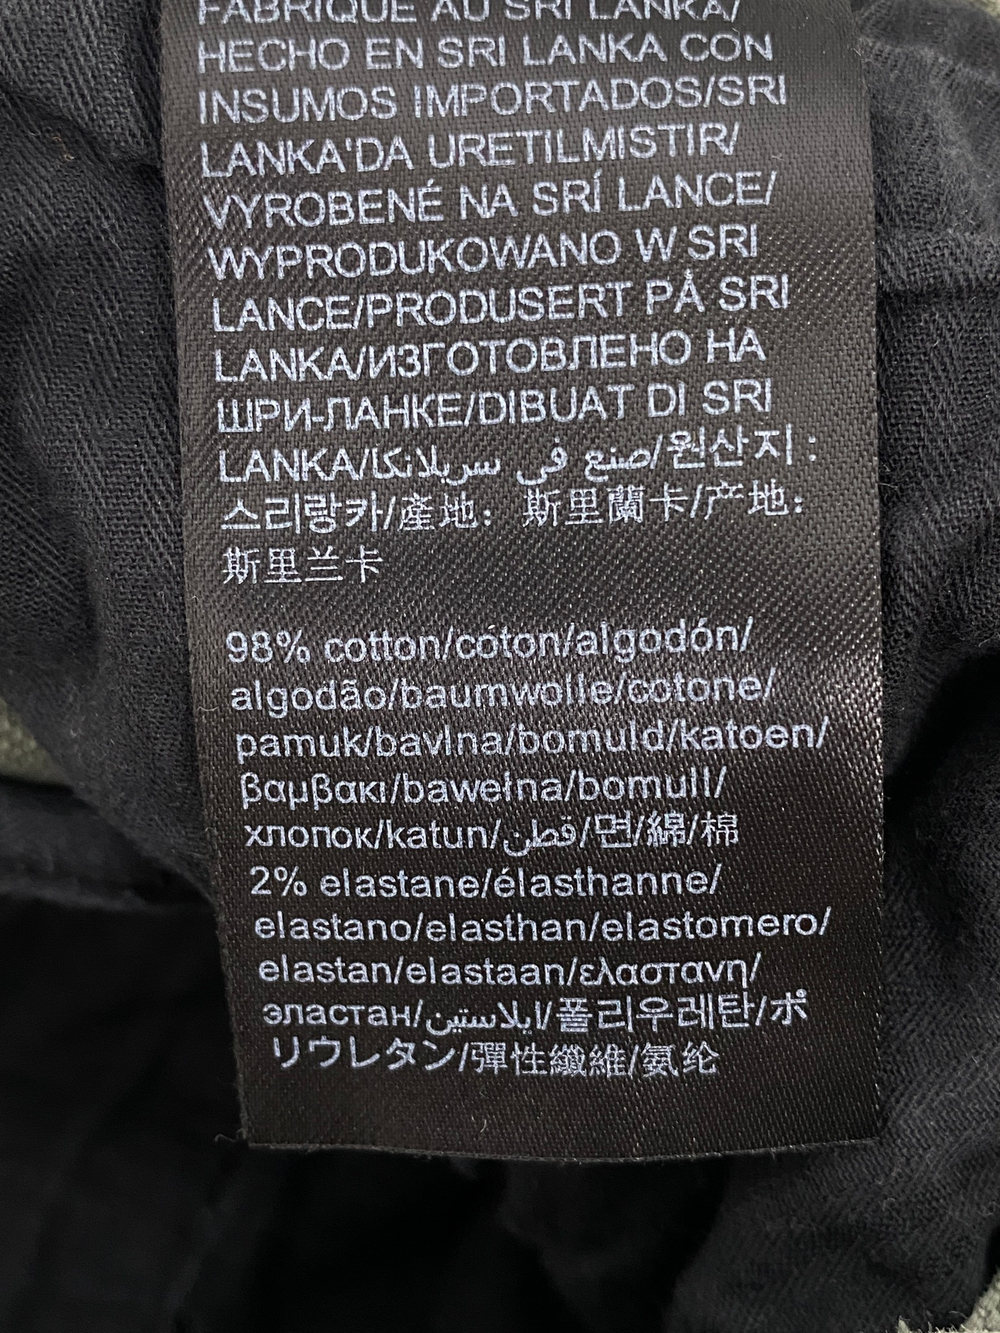 FABRIQUÉ AU SRI LANKA/
HECHO EN SRI LANKA CON
INSUMOS IMPORTADOS/SRI
LANKA'DA URETILMISTIR/
VYROBENÉ NA SRÍ LANCE/
WYPRODUKOWANO W SRI
LANCE/PRODUSERT PÅ SRI
LANKA/ИЗГОТОВЛЕНО НА
ШРИ-ЛАНКЕ/DIBUAT DI SRI
LANKA/صنع في سريلانكا/원산지 :
스리랑카/產地: 斯里蘭卡/产地:
斯里兰卡
98% cotton/coton/algodón/
algodão/baumwolle/cotone/
pamuk/bavlna/bomuld/katoen/
βαμβακι/bawełna/bomull/
хлопок/katun/قطن/면/綿/棉
2% elastane/élasthanne/
elastano/elasthan/elastomero/
elastan/elastaan/ελαστανη/
эластан/ايلاستين/폴리우레탄/ポ
リウレタン/彈性纖維/氨纶